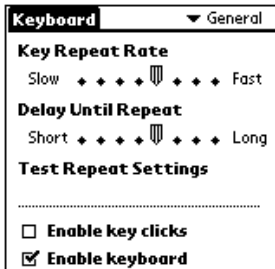 Keyboard General
Key Repeat Rate
Slow Fast
Delay Until Repeat
Short Long
Test Repeat Settings
Enable key clicks
Enable keyboard